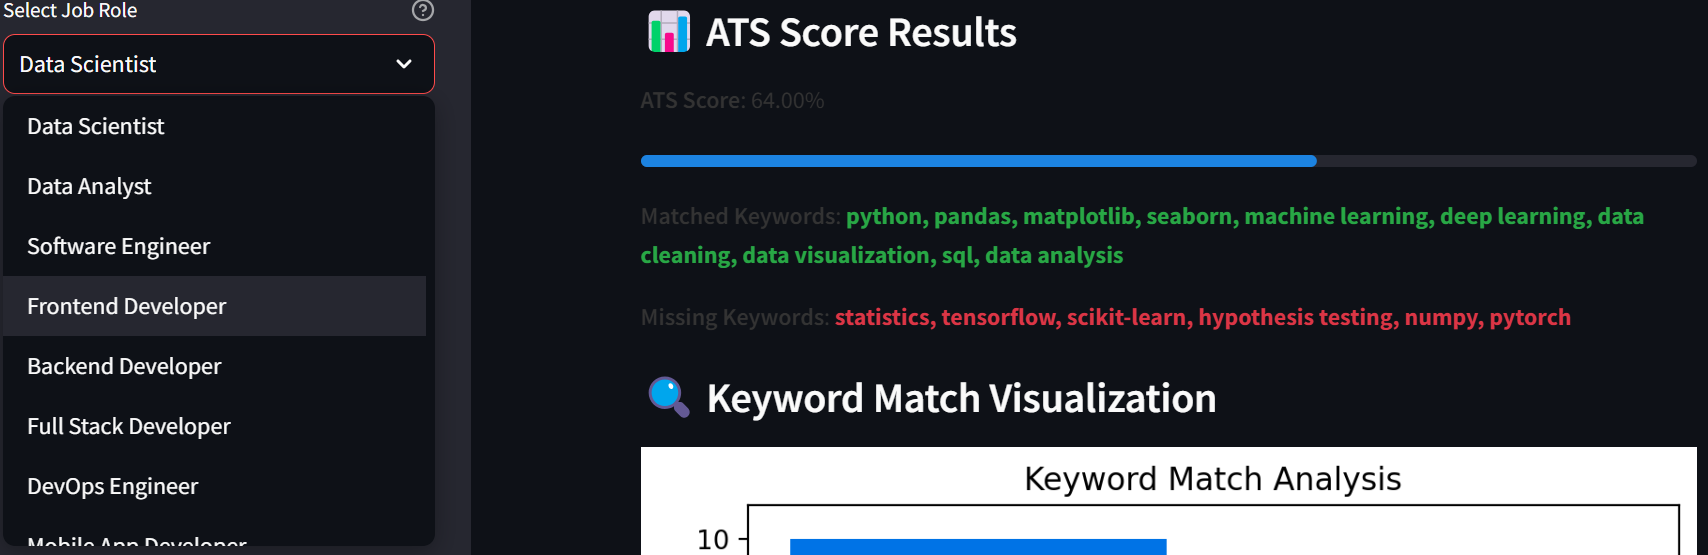 Select Job Role
Data Scientist
Data Scientist
Data Analyst
Software Engineer
Frontend Developer
Backend Developer
Full Stack Developer
DevOps Engineer
Mobile App Developer
ATS Score Results
ATS Score: 64.00%
Matched Keywords: python, pandas, matplotlib, seaborn, machine learning, deep learning, data
cleaning, data visualization, sql, data analysis
Missing Keywords: statistics, tensorflow, scikit-learn, hypothesis testing, numpy, pytorch
Keyword Match Visualization
Keyword Match Analysis
10